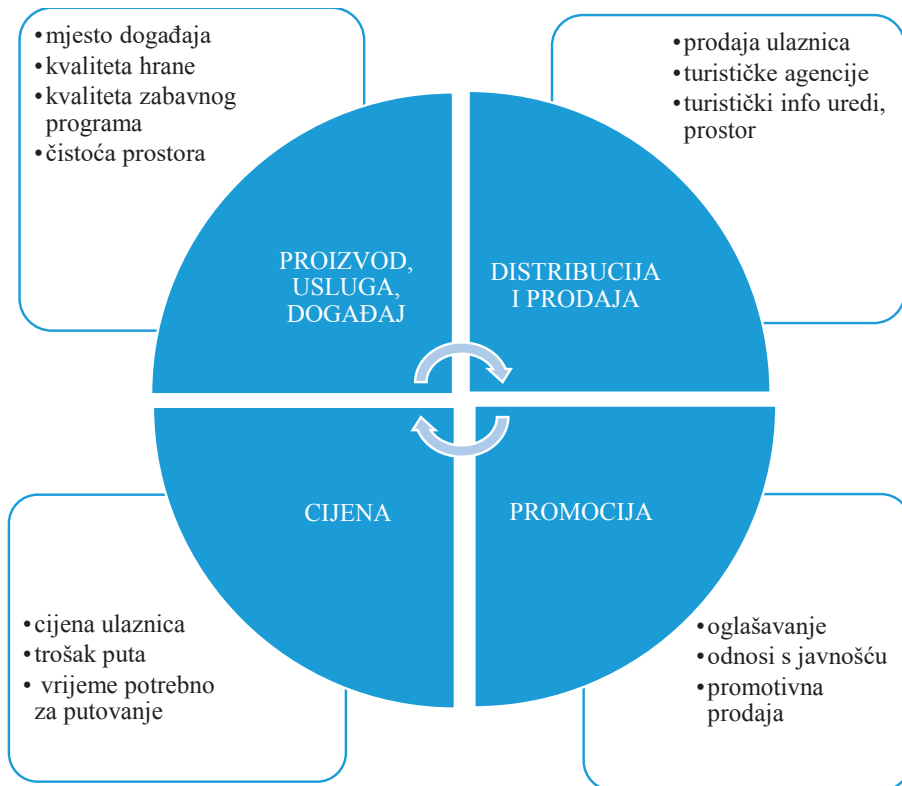 •mjesto događaja
•kvaliteta hrane
•kvaliteta zabavnog
programa
•čistoća prostora
•prodaja ulaznica
•turističke agencije
•turistički info uredi,
prostor
PROIZVOD,
USLUGA,
DOGAĐAJ
DISTRIBUCIJA
I PRODAJA
CIJENA
PROMOCIJA
•cijena ulaznica
•trošak puta
• vrijeme potrebno
za putovanje
•oglašavanje
•odnosi s javnošću
•promotivna
prodaja